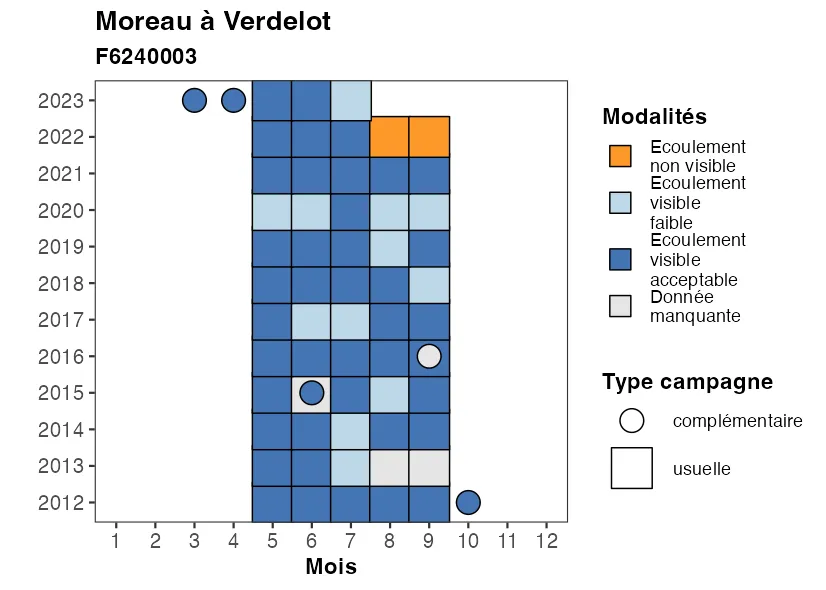 Moreau à Verdelot
F6240003
2023
2022
2021
2020
2019
2018
2017
2016
2015
2014
2013
2012
1 2 3 4 5 6 7 8 9 10 11 12
Mois
Modalités
Ecoulement
non visible
Ecoulement
visible
faible
Ecoulement
visible
acceptable
Donnée
manquante
Type campagne
complémentaire
usuelle